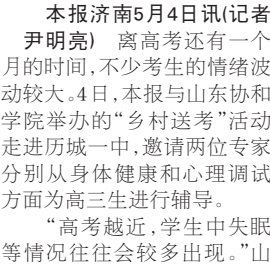 本报济南5月4日讯(记者
尹明亮) 离高考还有一个
月的时间,不少考生的情绪波
动较大。4日,本报与山东协和
学院举办的“乡村送考”活动
走进历城一中,邀请两位专家
分别从身体健康和心理调试
方面为高三生进行辅导。
“高考越近,学生中失眠
等情况往往会较多出现。”山